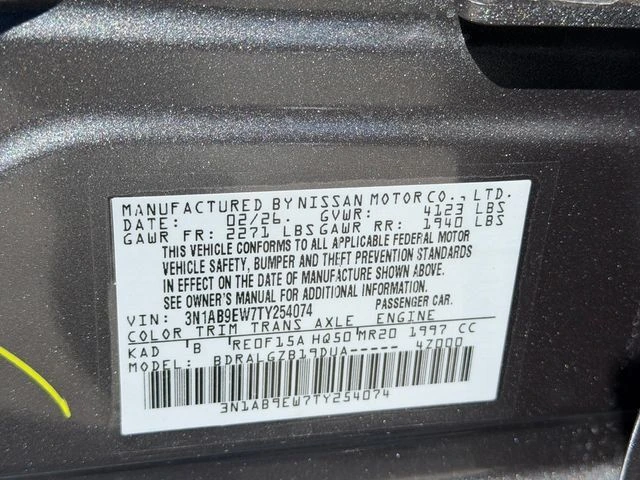 MANUFACTURED BY NISSAN MOTOR CO., LTD.
DATE: 02/26. GVWR: 4123 LBS
GAWR FR: 2271 LBS GAWR RR: 1940 LBS
THIS VEHICLE CONFORMS TO ALL APPLICABLE FEDERAL MOTOR
VEHICLE SAFETY, BUMPER AND THEFT PREVENTION STANDARDS
IN EFFECT ON THE DATE OF MANUFACTURE SHOWN ABOVE.
SEE OWNER'S MANUAL FOR ADDITIONAL INFORMATION.
VIN: 3N1AB9EW7TY254074 PASSENGER CAR.
COLOR TRIM TRANS AXLE ENGINE
KAD B RE0F15A HQ50 MR20 1997 CC
MODEL: BDRALGZB19DUA- 4Z000
3N1AB9EW7TY254074